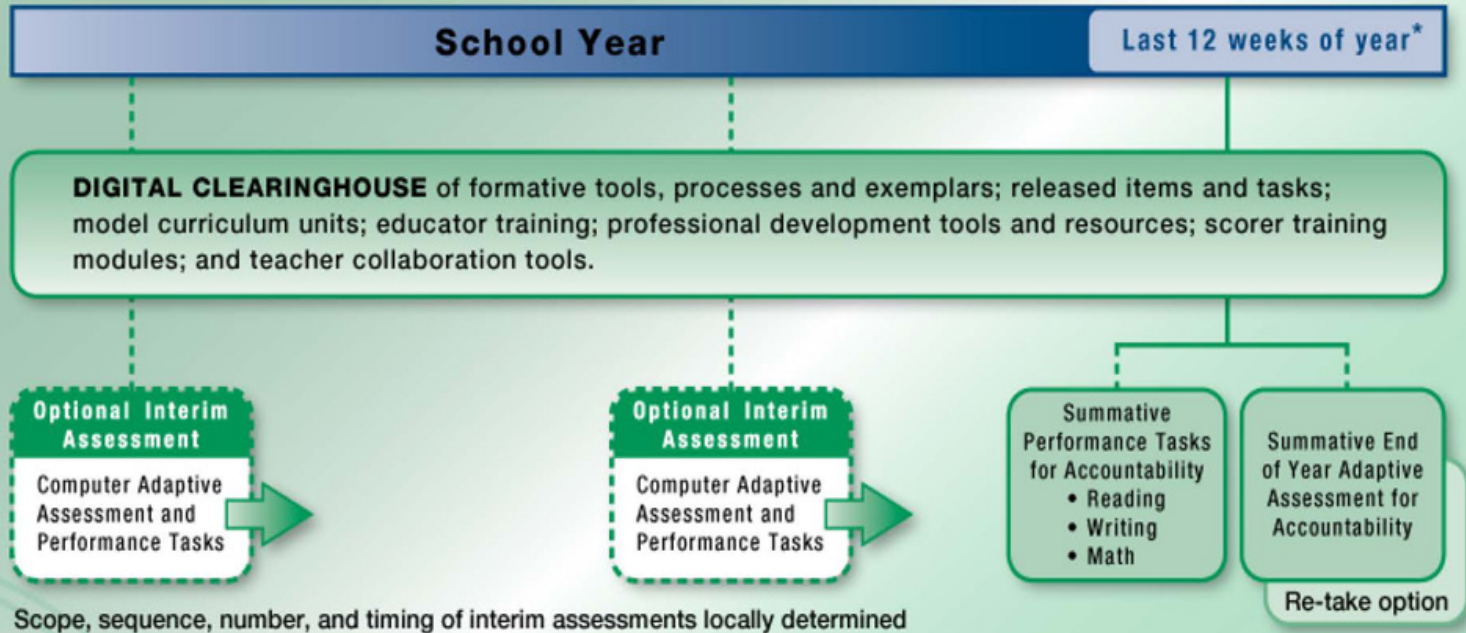 School Year
Last 12 weeks of year*
DIGITAL CLEARINGHOUSE of formative tools, processes and exemplars; released items and tasks;
model curriculum units; educator training; professional development tools and resources; scorer training
modules; and teacher collaboration tools.
Optional Interim
Assessment
Computer Adaptive
Assessment and
Performance Tasks
Optional Interim
Assessment
Computer Adaptive
Assessment and
Performance Tasks
Summative
Performance Tasks
for Accountability
• Reading
• Writing
• Math
Summative End
of Year Adaptive
Assessment for
Accountability
Re-take option
Scope, sequence, number, and timing of interim assessments locally determined